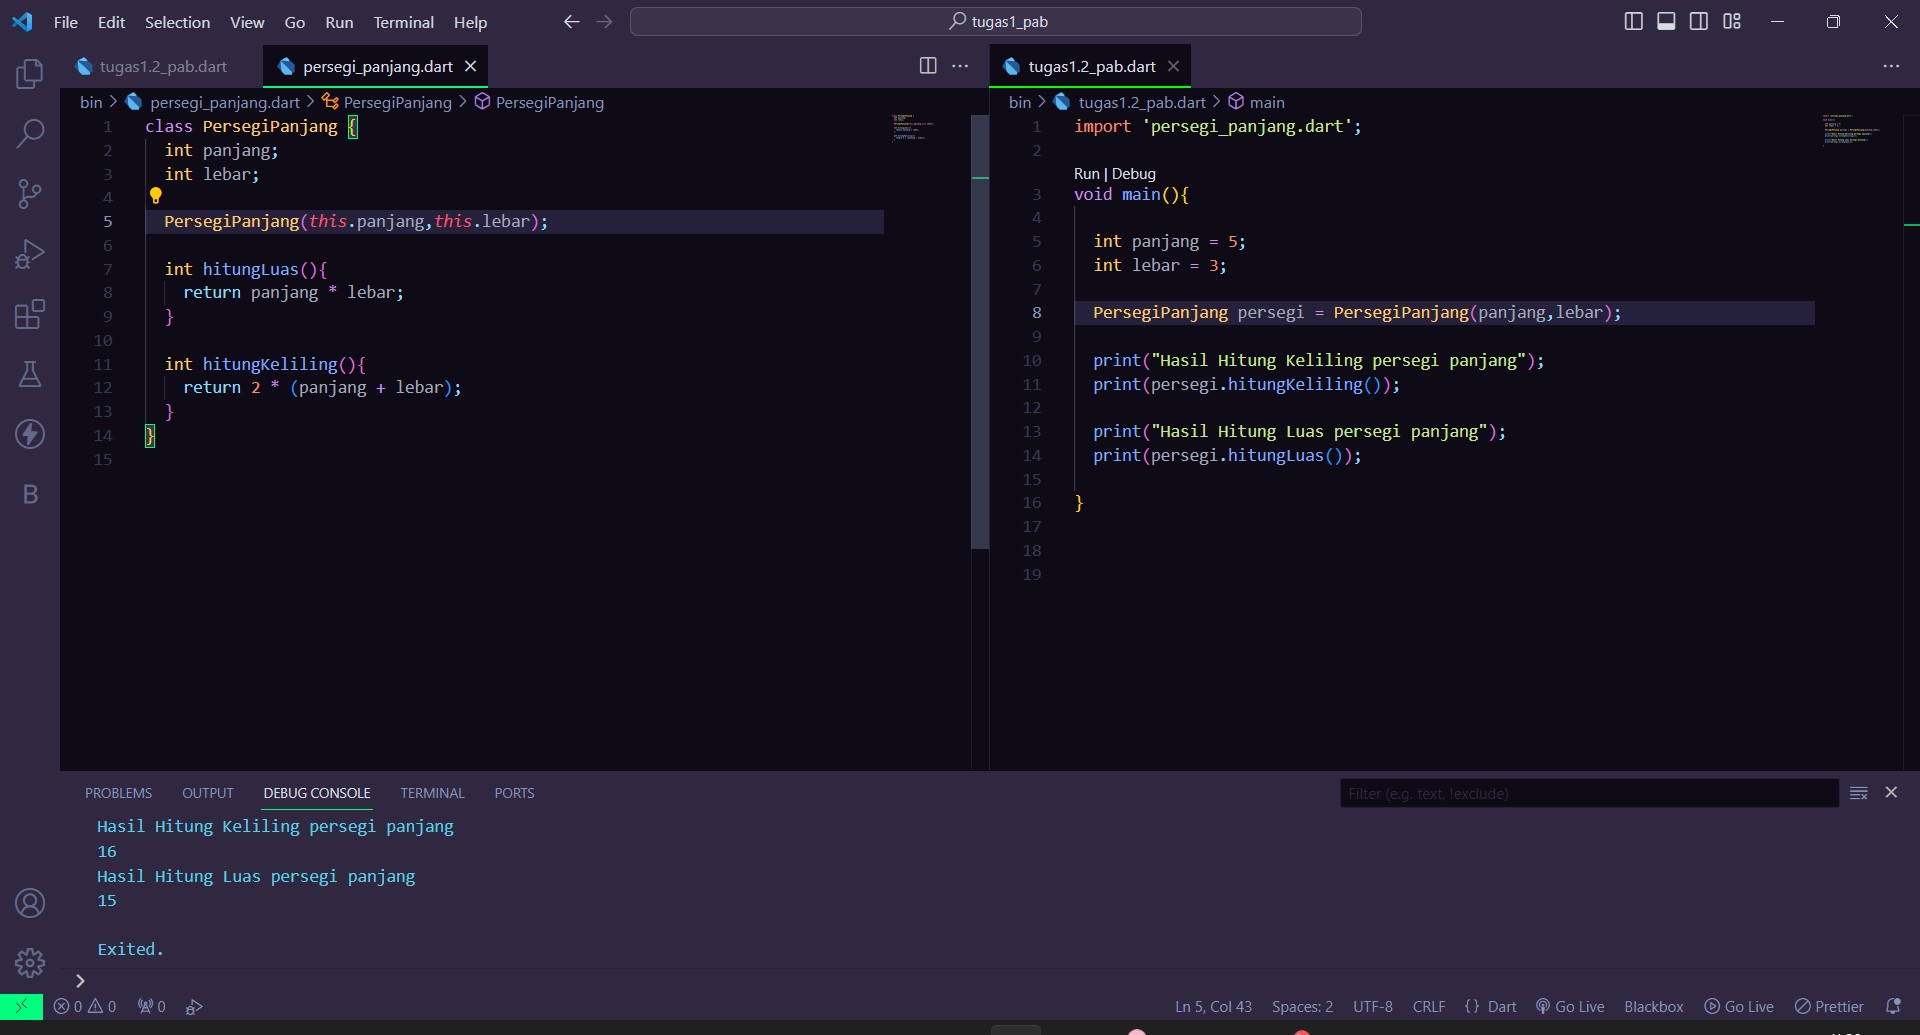 File Edit Selection View Go Run Terminal Help
tugas1_pab
tugas1.2_pab.dart
persegi_panjang.dart
bin > persegi_panjang.dart > PersegiPanjang > PersegiPanjang
1 class PersegiPanjang {
2 int panjang;
3 int lebar;
4
5 PersegiPanjang(this.panjang,this.lebar);
6
7 int hitungLuas(){
8 return panjang * lebar;
9 }
10
11 int hitungKeliling(){
12 return 2 * (panjang + lebar);
13 }
14 }
15
tugas1.2_pab.dart
bin > tugas1.2_pab.dart > main
1 import 'persegi_panjang.dart';
2
Run | Debug
3 void main(){
4
5 int panjang = 5;
6 int lebar = 3;
7
8 PersegiPanjang persegi = PersegiPanjang(panjang,lebar);
9
10 print("Hasil Hitung Keliling persegi panjang");
11 print(persegi.hitungKeliling());
12
13 print("Hasil Hitung Luas persegi panjang");
14 print(persegi.hitungLuas());
15
16 }
17
18
19
B
PROBLEMS OUTPUT DEBUG CONSOLE TERMINAL PORTS
Filter (e.g. text, !exclude)
Hasil Hitung Keliling persegi panjang
16
Hasil Hitung Luas persegi panjang
15
Exited.
>
0 0 0 Ln 5, Col 43 Spaces: 2 UTF-8 CRLF {} Dart Go Live Blackbox Go Live Prettier